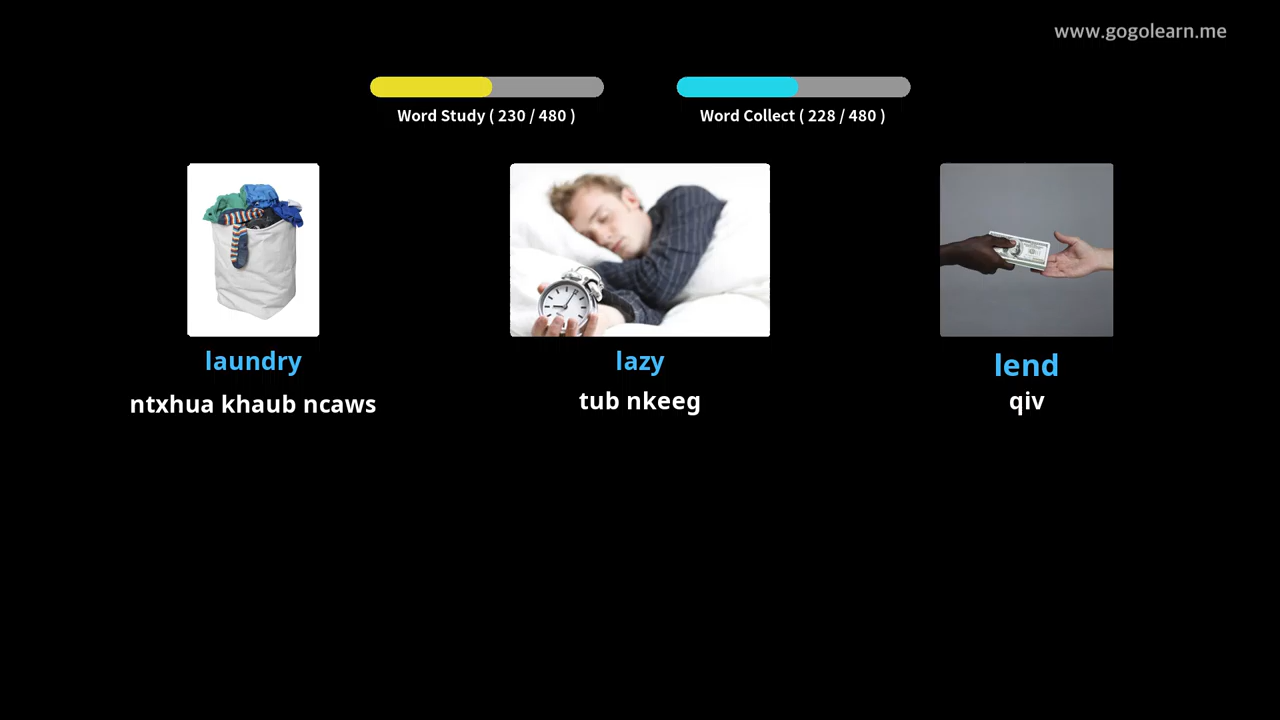 www.gogolearn.me
Word Study ( 230 / 480 )
Word Collect ( 228 / 480 )
laundry
ntxhua khaub ncaws
lazy
tub nkeeg
lend
qiv